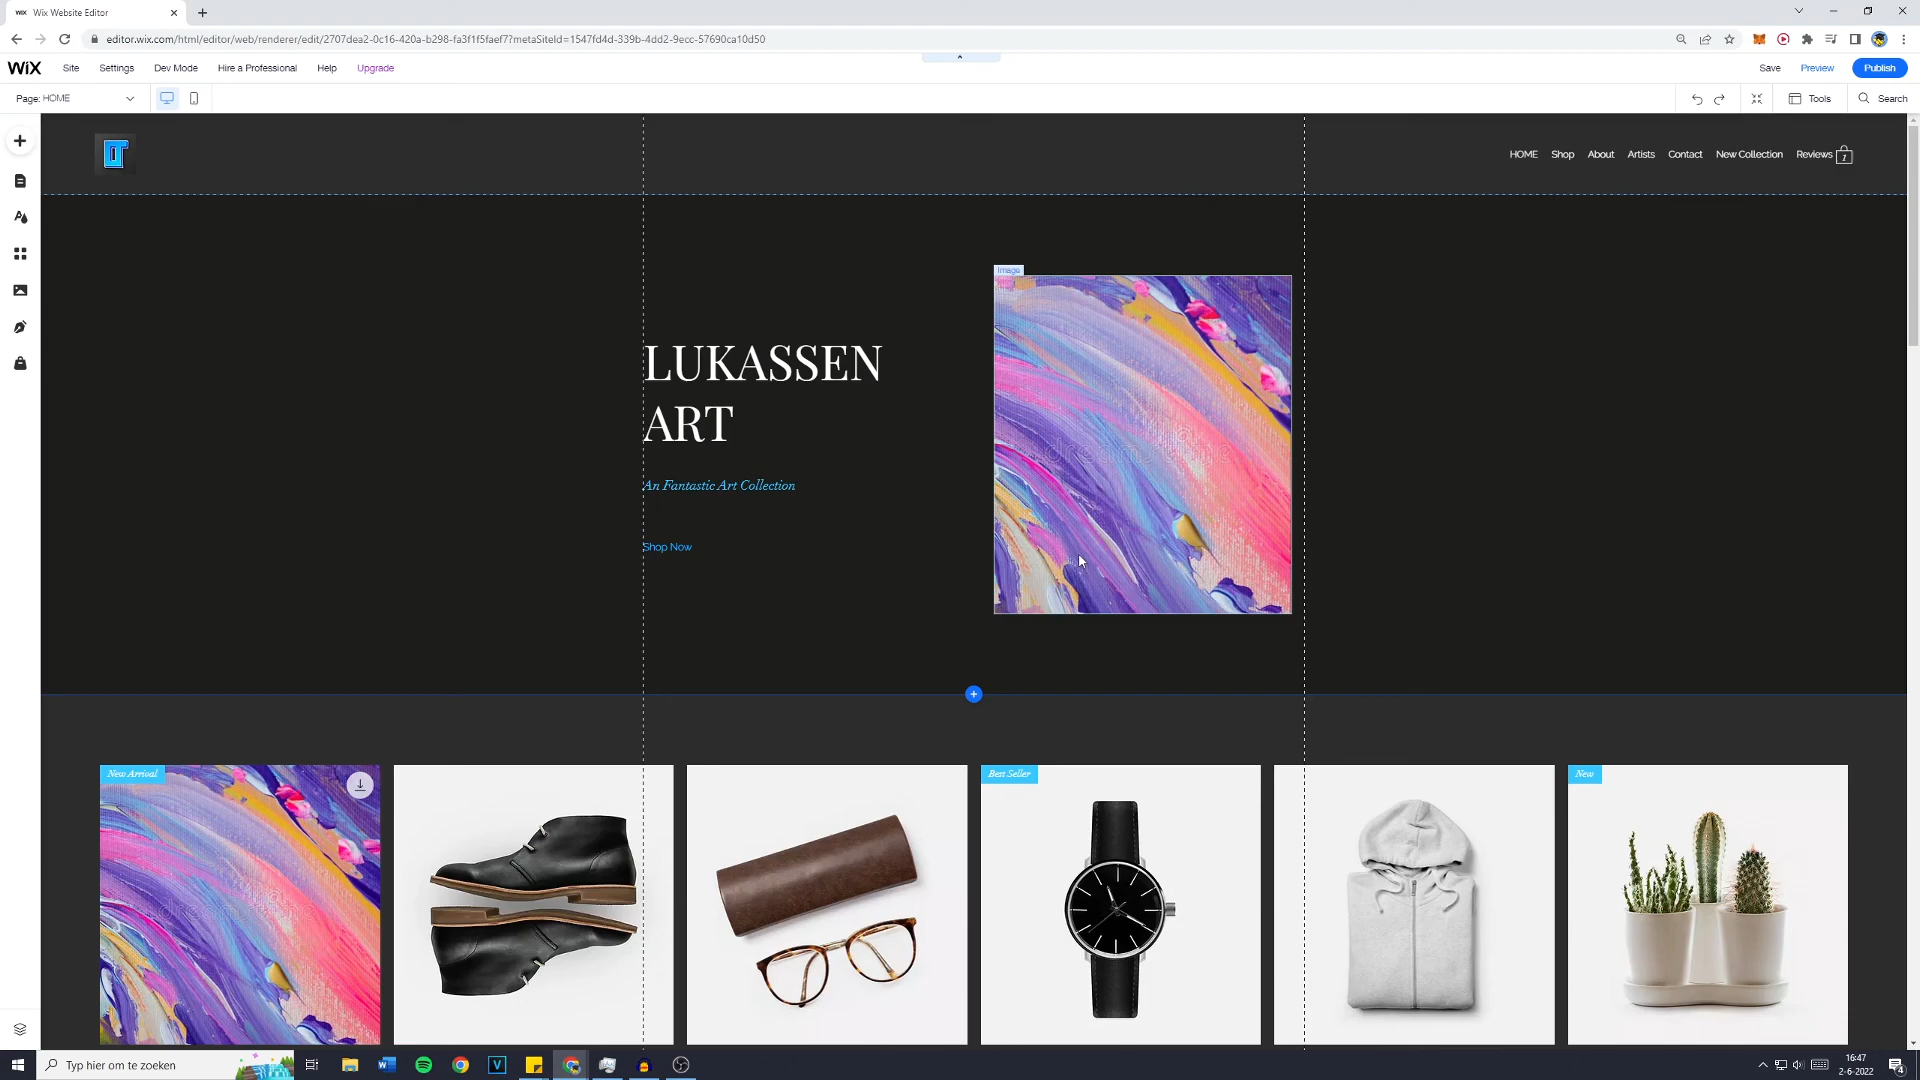 Wix Website Editor
editor.wix.com/html/editor/web/renderer/edit/2707dea2-0c16-420a-b298-fa3f1f5faef7?metaSiteId=1547fd4d-339b-4dd2-9ecc-57690ca10d50
WiX Site Settings Dev Mode Hire a Professional Help Upgrade Save Preview Publish
Page: HOME Tools Search
HOME Shop About Artists Contact New Collection Reviews 1
Image
LUKASSEN
ART
An Fantastic Art Collection
Shop Now
New Arrival Best Seller New
Typ hier om te zoeken
16:47
2-6-2022
4